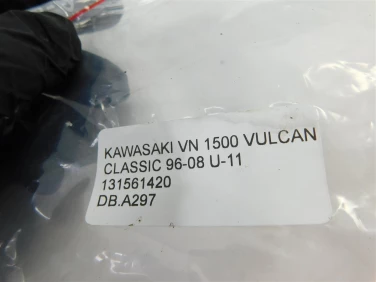 KAWASAKI VN 1500 VULCAN
CLASSIC 96-08 U-11
131561420
DB.A297